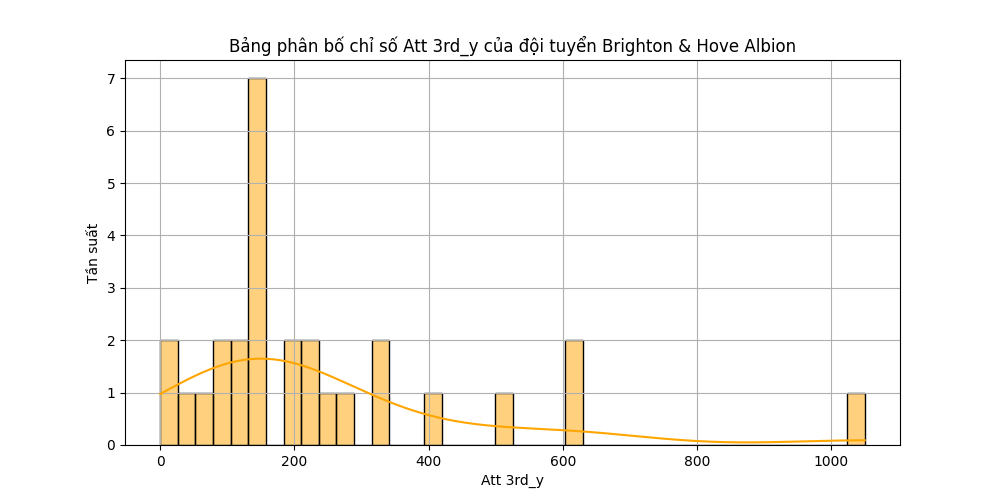 Bảng phân bố chỉ số Att 3rd_y của đội tuyển Brighton & Hove Albion
7
6
5
4
3
2
1
0
Tần suất
0 200 400 600 800 1000
Att 3rd_y